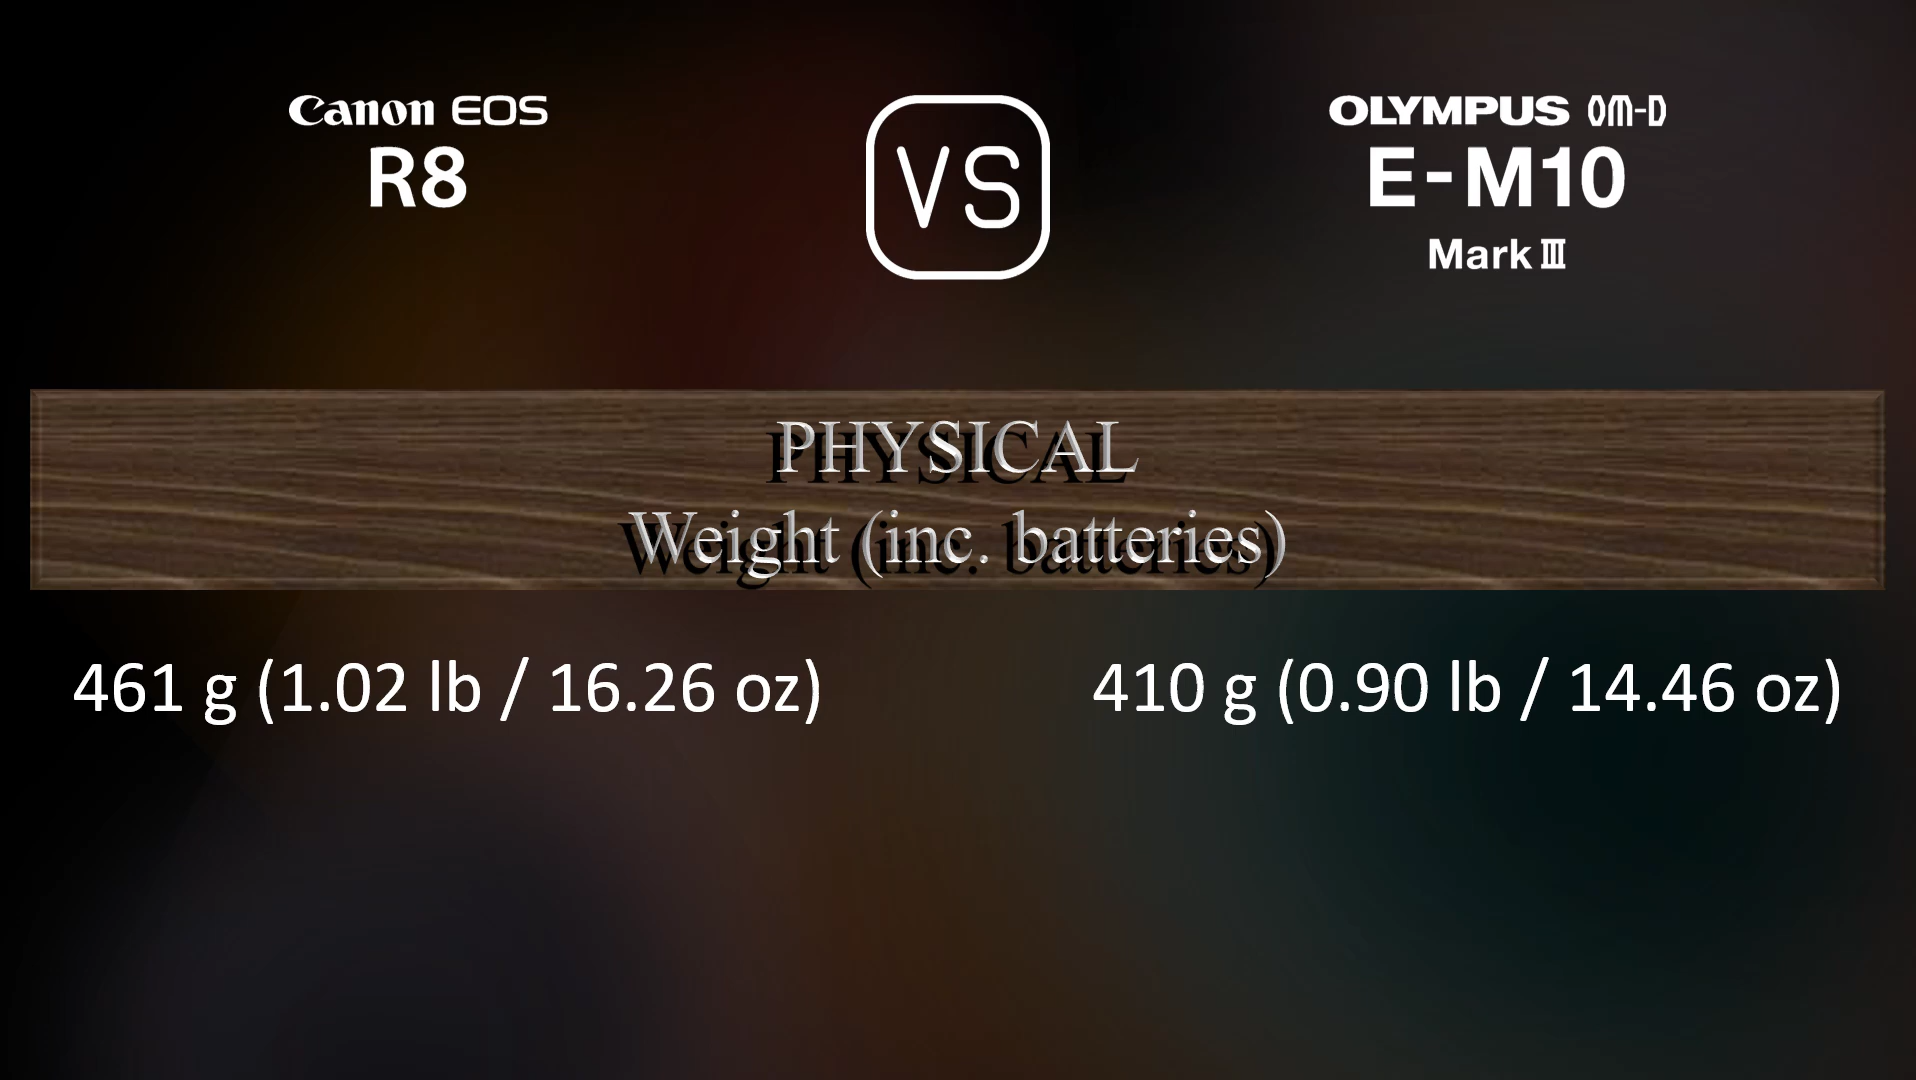 Canon EOS
R8
VS
OLYMPUS OM-D
E-M10
Mark III
PHYSICAL
Weight (inc. batteries)
461 g (1.02 lb / 16.26 oz)
410 g (0.90 lb / 14.46 oz)